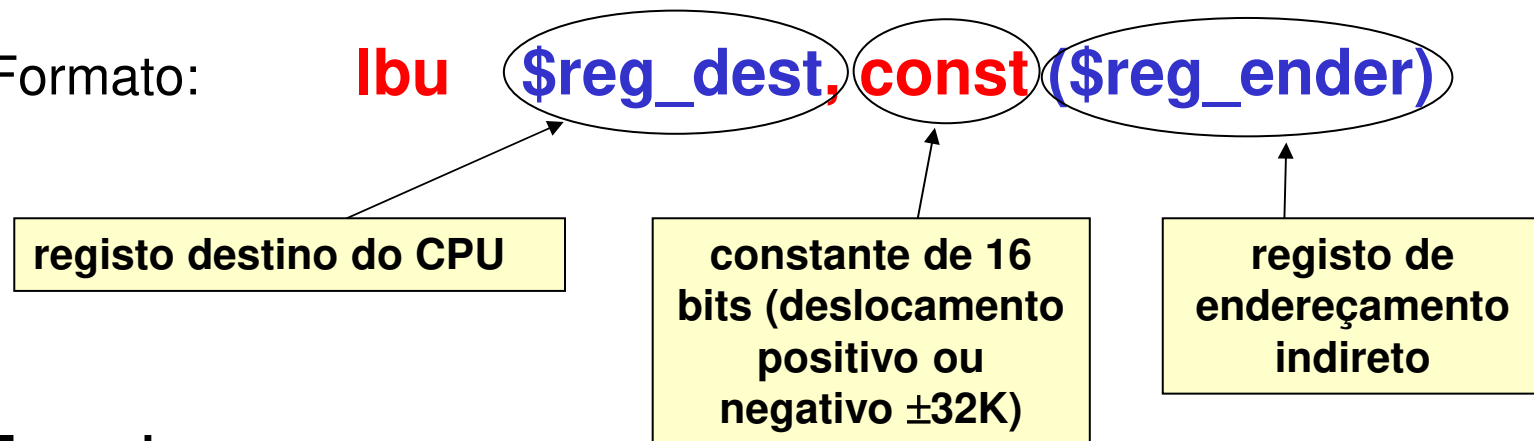 Formato: lbu $reg_dest, const ($reg_ender)
registo destino do CPU
constante de 16
bits (deslocamento
positivo ou
negativo ±32K)
registo de
endereçamento
indireto